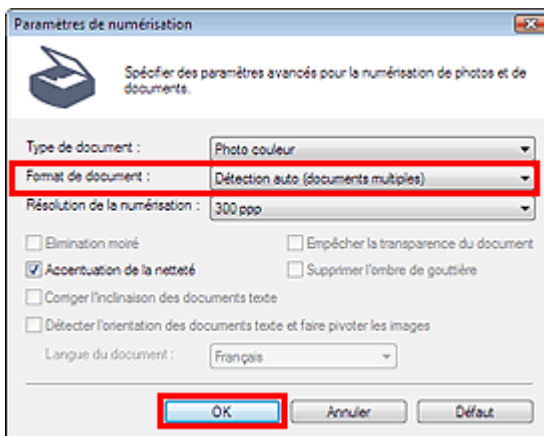 Paramètres de numérisation
Spécifier des paramètres avancés pour la numérisation de photos et de
documents.
Type de document : Photo couleur
Format de document : Détection auto (documents multiples)
Résolution de la numérisation : 300 ppp
Elimination moiré Empêcher la transparence du document
Accentuation de la netteté Supprimer l'ombre de gouttière
Corriger l'inclinaison des documents texte
Détecter l'orientation des documents texte et faire pivoter les images
Langue du document : Français
OK Annuler Défaut